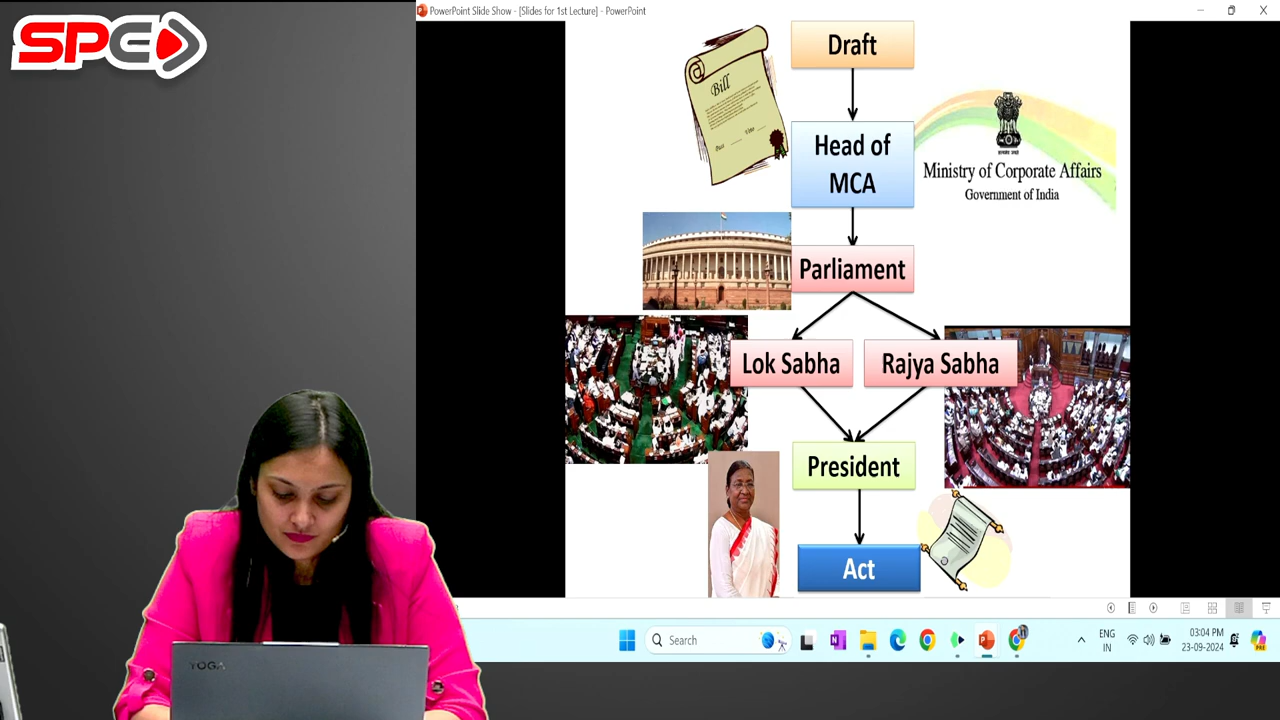 SPE
PowerPoint Slide Show - [Slides for 1st Lecture] - PowerPoint
Draft
Bill
Head of
MCA
Ministry of Corporate Affairs
Government of India
Parliament
Lok Sabha
Rajya Sabha
President
Act
YOGA
Search
ENG
IN
03:04 PM
23-09-2024
PRE